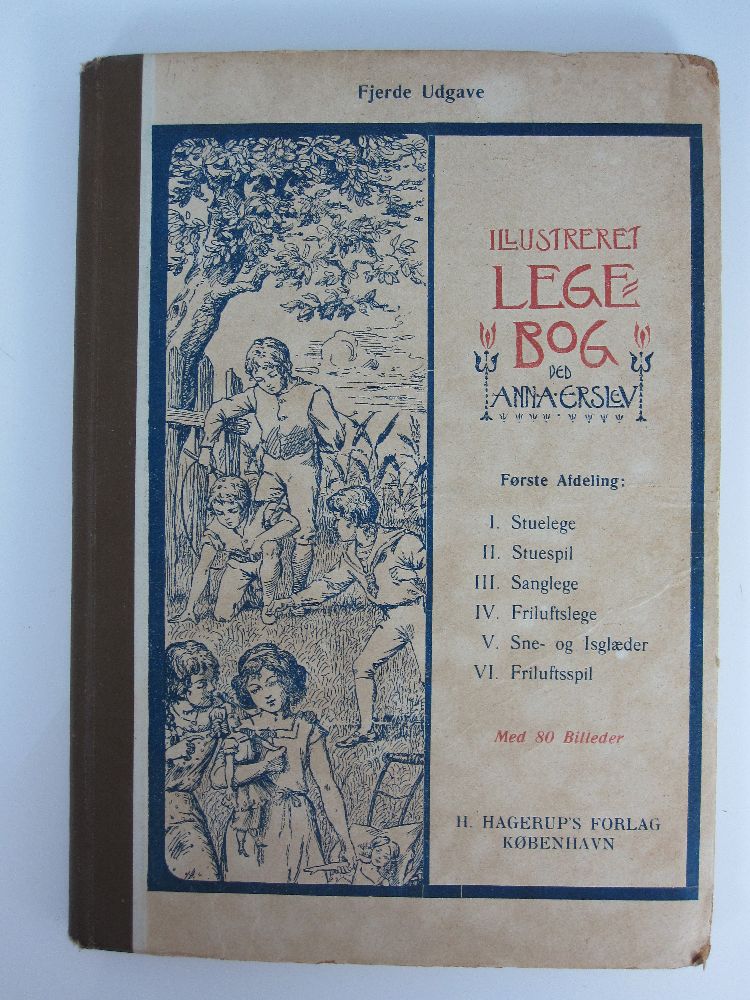 Fjerde Udgave
ILLUSTRERET
LEGE=
BOG
VED
ANNA·ERSLEV
Første Afdeling:
I. Stuelege
II. Stuespil
III. Sanglege
IV. Friluftslege
V. Sne- og Isglæder
VI. Friluftsspil
Med 80 Billeder
H. HAGERUP'S FORLAG
KØBENHAVN